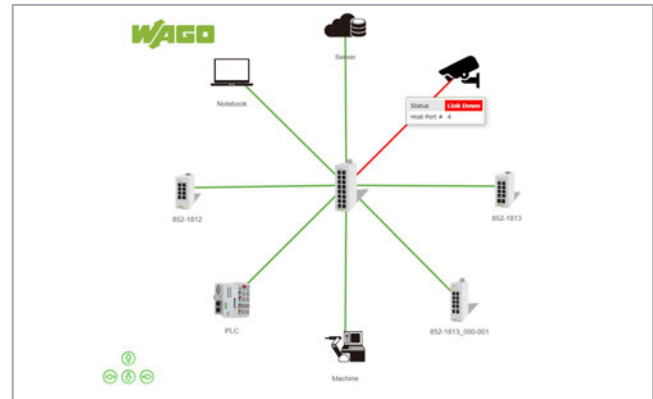 WAGO
Server
Notebook
Status Link Down
Host Port # 4
852-1812
852-1813
PLC
852-1813_000-001
Machine